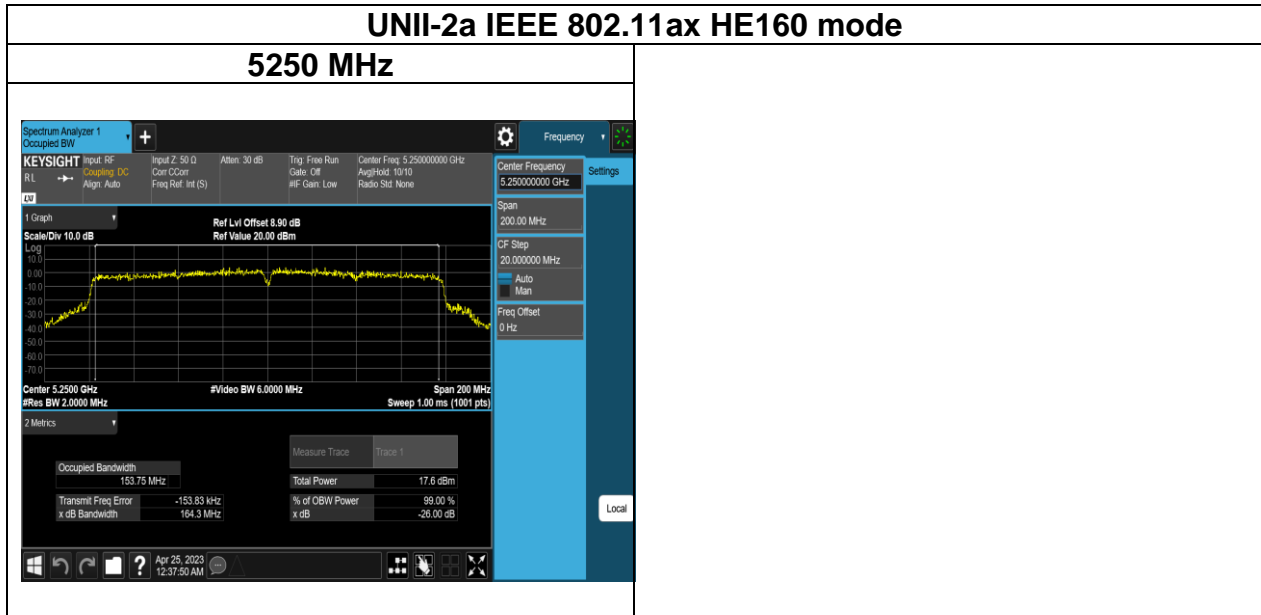 UNII-2a IEEE 802.11ax HE160 mode
5250 MHz
Spectrum Analyzer 1
Occupied BW
Frequency
KEYSIGHT
RL
LXI
Input: RF
Coupling: DC
Align: Auto
Input Z: 50 Ω
Corr CCorr
Freq Ref: Int (S)
Atten: 30 dB
Trig: Free Run
Gate: Off
#IF Gain: Low
Center Freq: 5.250000000 GHz
Avg|Hold: 10/10
Radio Std: None
Center Frequency
5.250000000 GHz
Settings
Span
200.00 MHz
CF Step
20.000000 MHz
Auto
Man
Freq Offset
0 Hz
Local
1 Graph
Scale/Div 10.0 dB
Ref Lvl Offset 8.90 dB
Ref Value 20.00 dBm
Log
10.0
0.00
-10.0
-20.0
-30.0
-40.0
-50.0
-60.0
-70.0
Center 5.2500 GHz
#Video BW 6.0000 MHz
Span 200 MHz
#Res BW 2.0000 MHz
Sweep 1.00 ms (1001 pts)
2 Metrics
Measure Trace Trace 1
Occupied Bandwidth
153.75 MHz
Total Power 17.6 dBm
Transmit Freq Error -153.83 kHz
% of OBW Power 99.00 %
x dB Bandwidth 164.3 MHz
x dB -26.00 dB
?
Apr 25, 2023
12:37:50 AM